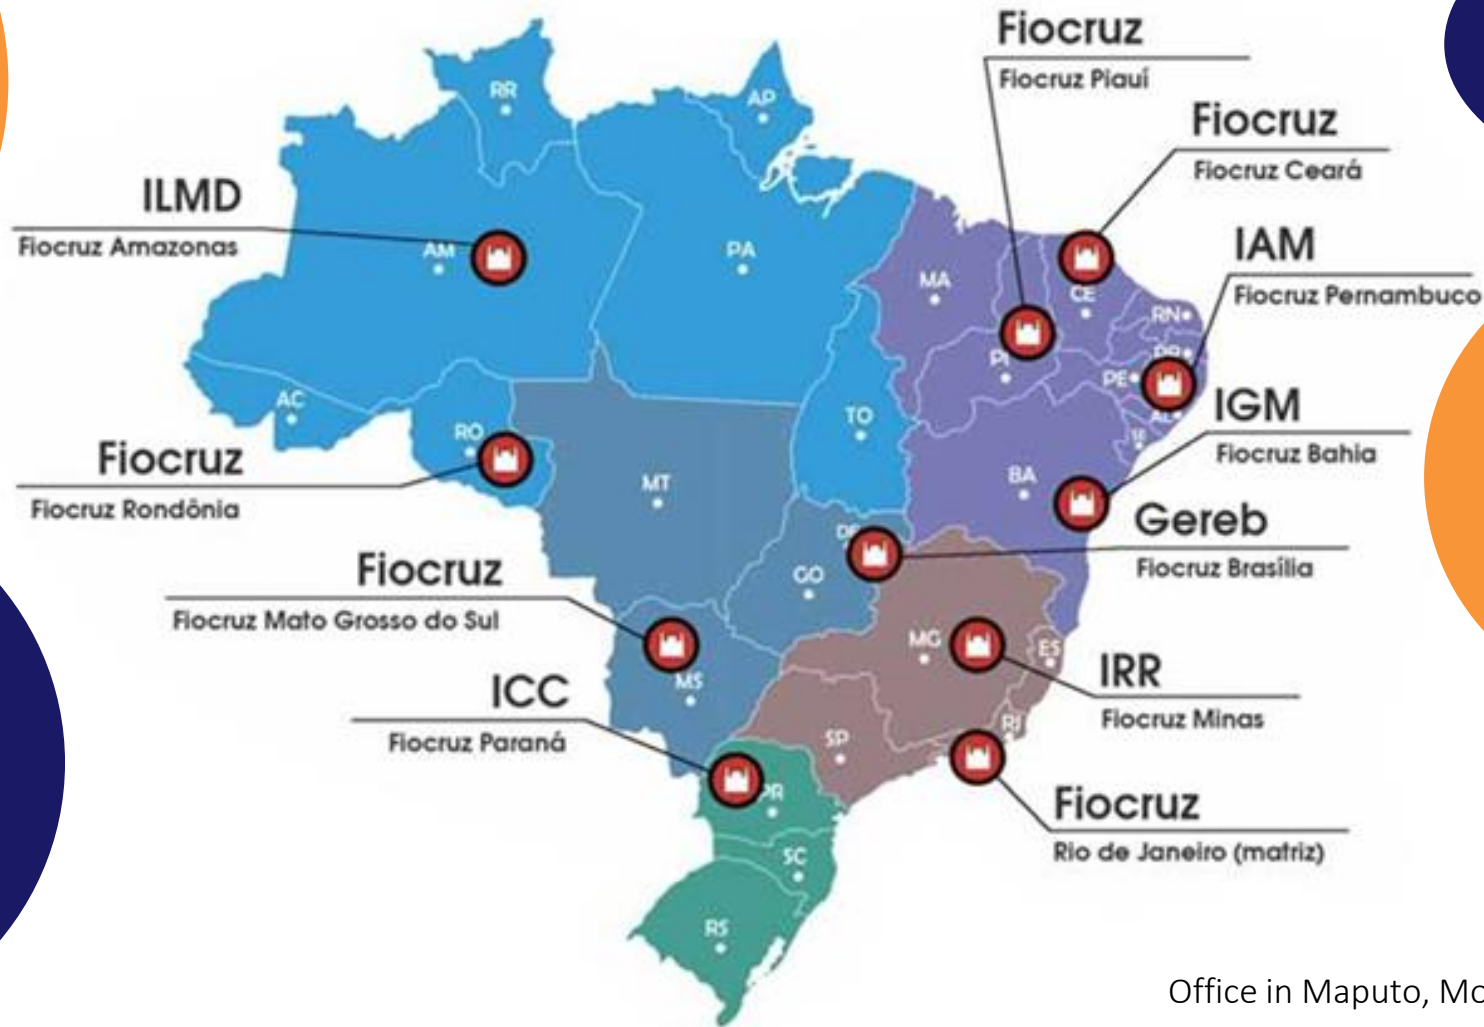 Fiocruz
Fiocruz Piauí
Fiocruz
Fiocruz Ceará
ILMD
Fiocruz Amazonas
IAM
Fiocruz Pernambuco
IGM
Fiocruz Bahia
Fiocruz
Fiocruz Rondônia
Gereb
Fiocruz Brasília
Fiocruz
Fiocruz Mato Grosso do Sul
IRR
Fiocruz Minas
ICC
Fiocruz Paraná
Fiocruz
Rio de Janeiro (matriz)
RR
AP
AM
PA
MA
CE
RN
PI
PE
AC
RO
TO
MT
BA
SE
GO
MG
ES
MS
SP
RJ
PR
SC
RS
Office in Maputo,